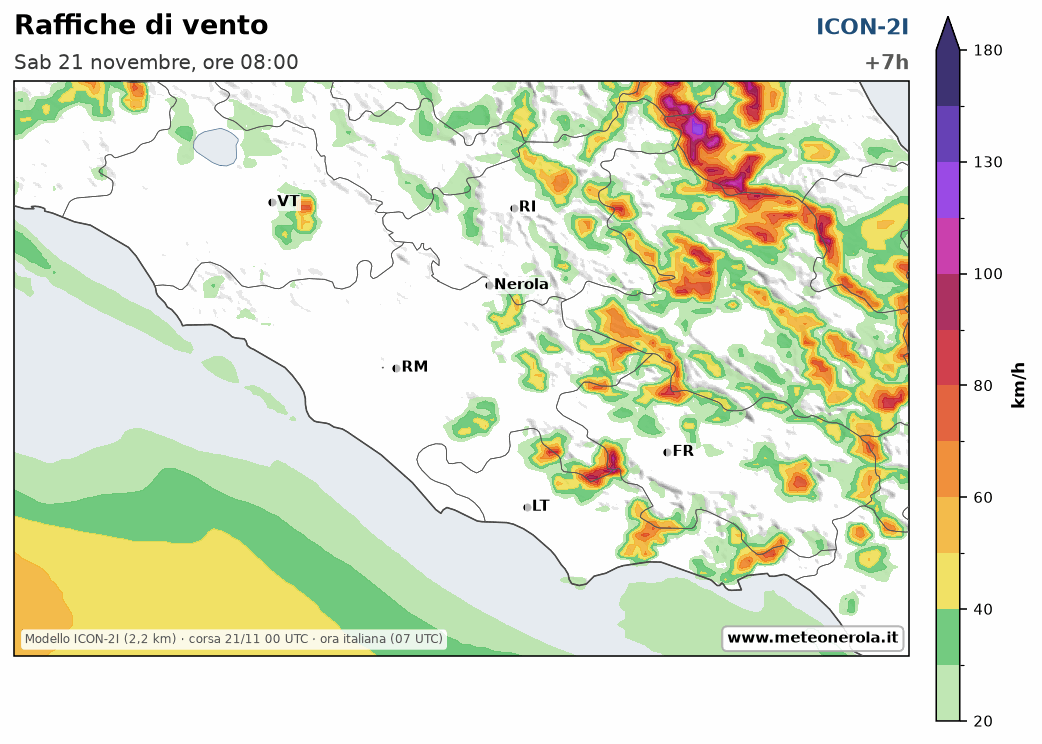 Raffiche di vento
ICON-2I
Sab 21 novembre, ore 08:00
+7h
180
130
100
80
60
40
20
km/h
VT
RI
Nerola
RM
FR
LT
Modello ICON-2I (2,2 km) · corsa 21/11 00 UTC · ora italiana (07 UTC)
www.meteonerola.it